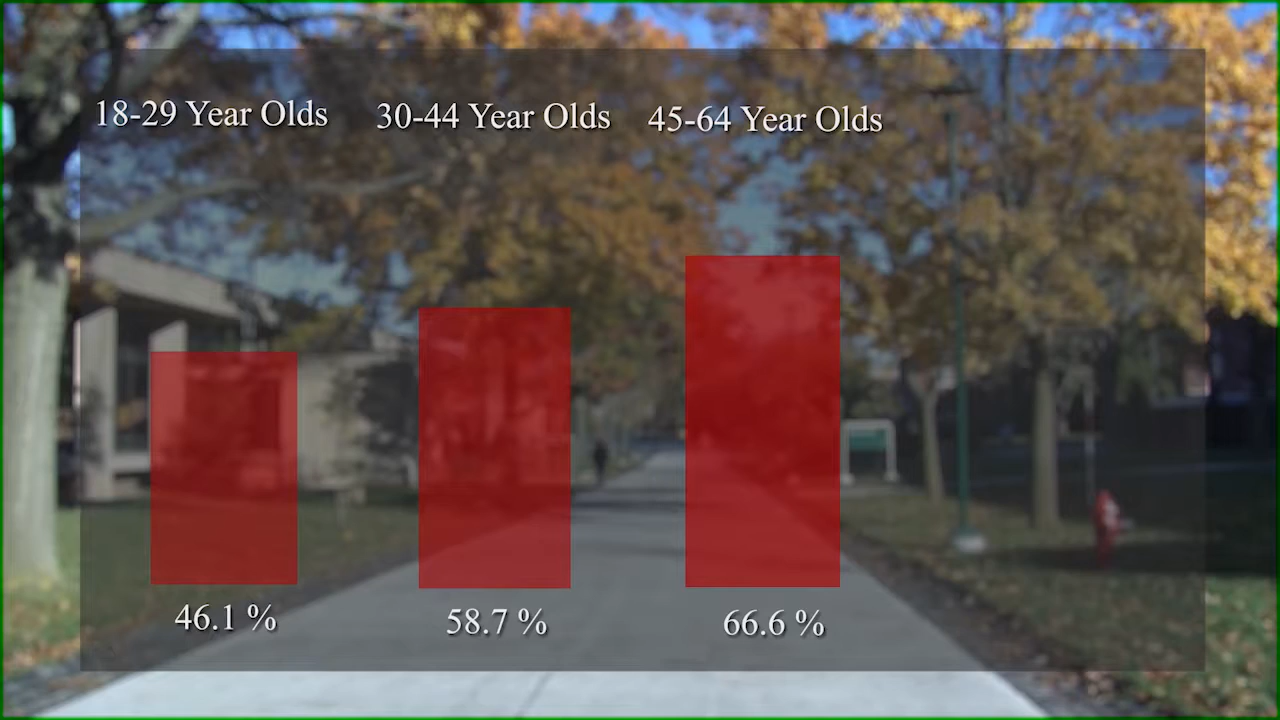 18-29 Year Olds
30-44 Year Olds
45-64 Year Olds
46.1 %
58.7 %
66.6 %